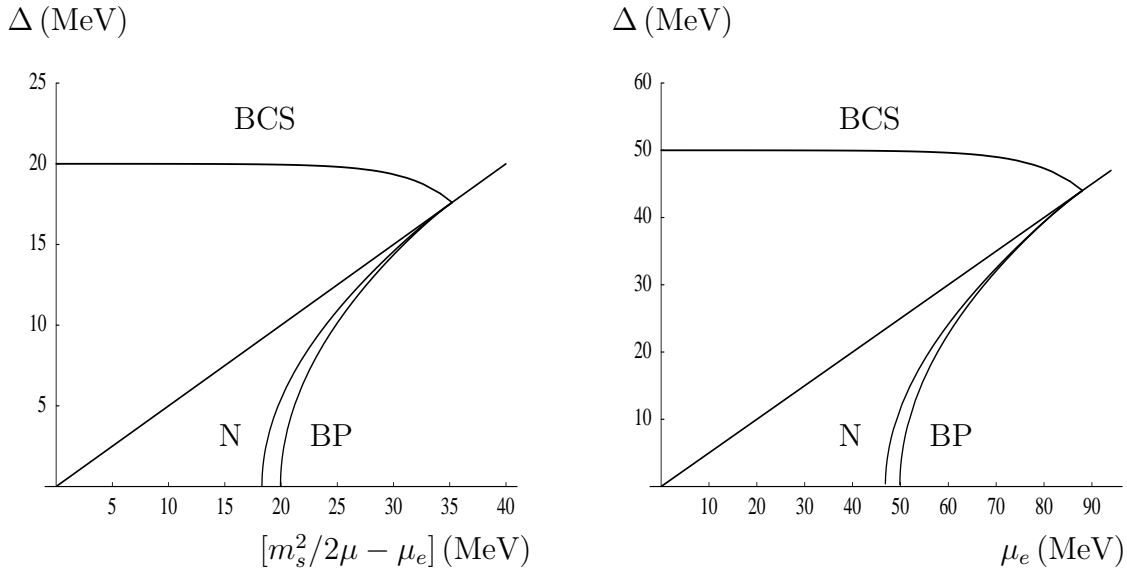 Δ (MeV)
25
20
15
10
5
BCS
N
BP
5 10 15 20 25 30 35 40
[m_s^2/2μ − μ_e] (MeV)
Δ (MeV)
60
50
40
30
20
10
BCS
N
BP
10 20 30 40 50 60 70 80 90
μ_e (MeV)